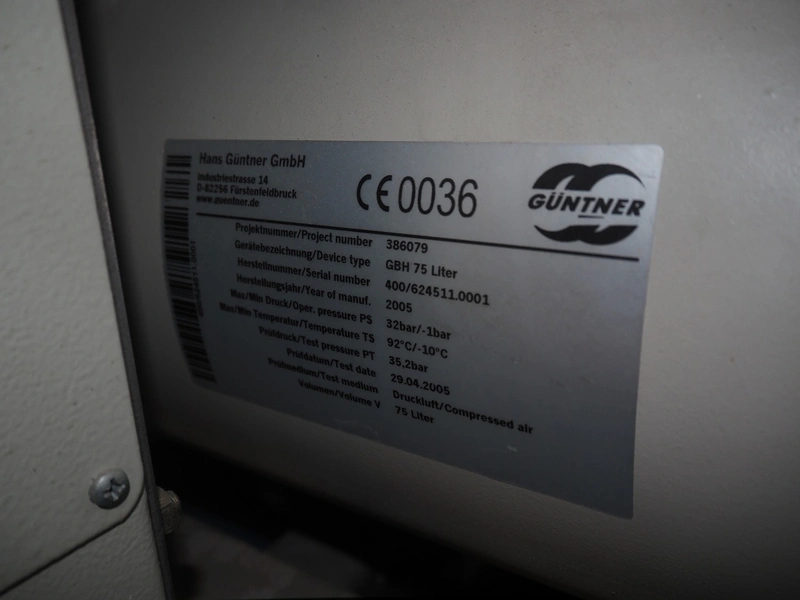 Hans Güntner GmbH
Industriestrasse 14
D-82256 Fürstenfeldbruck
www.guentner.de
CE 0036
GÜNTNER
Projektnummer/Project number 386079
Gerätebezeichnung/Device type GBH 75 Liter
Herstellnummer/Serial number 400/624511.0001
Herstellungsjahr/Year of manuf. 2005
Max/Min Druck/Oper. pressure PS 32bar/-1bar
Max/Min Temperatur/Temperature TS 92°C/-10°C
Prüfdruck/Test pressure PT 35,2bar
Prüfdatum/Test date 29.04.2005
Prüfmedium/Test medium Druckluft/Compressed air
Volumen/Volume V 75 Liter